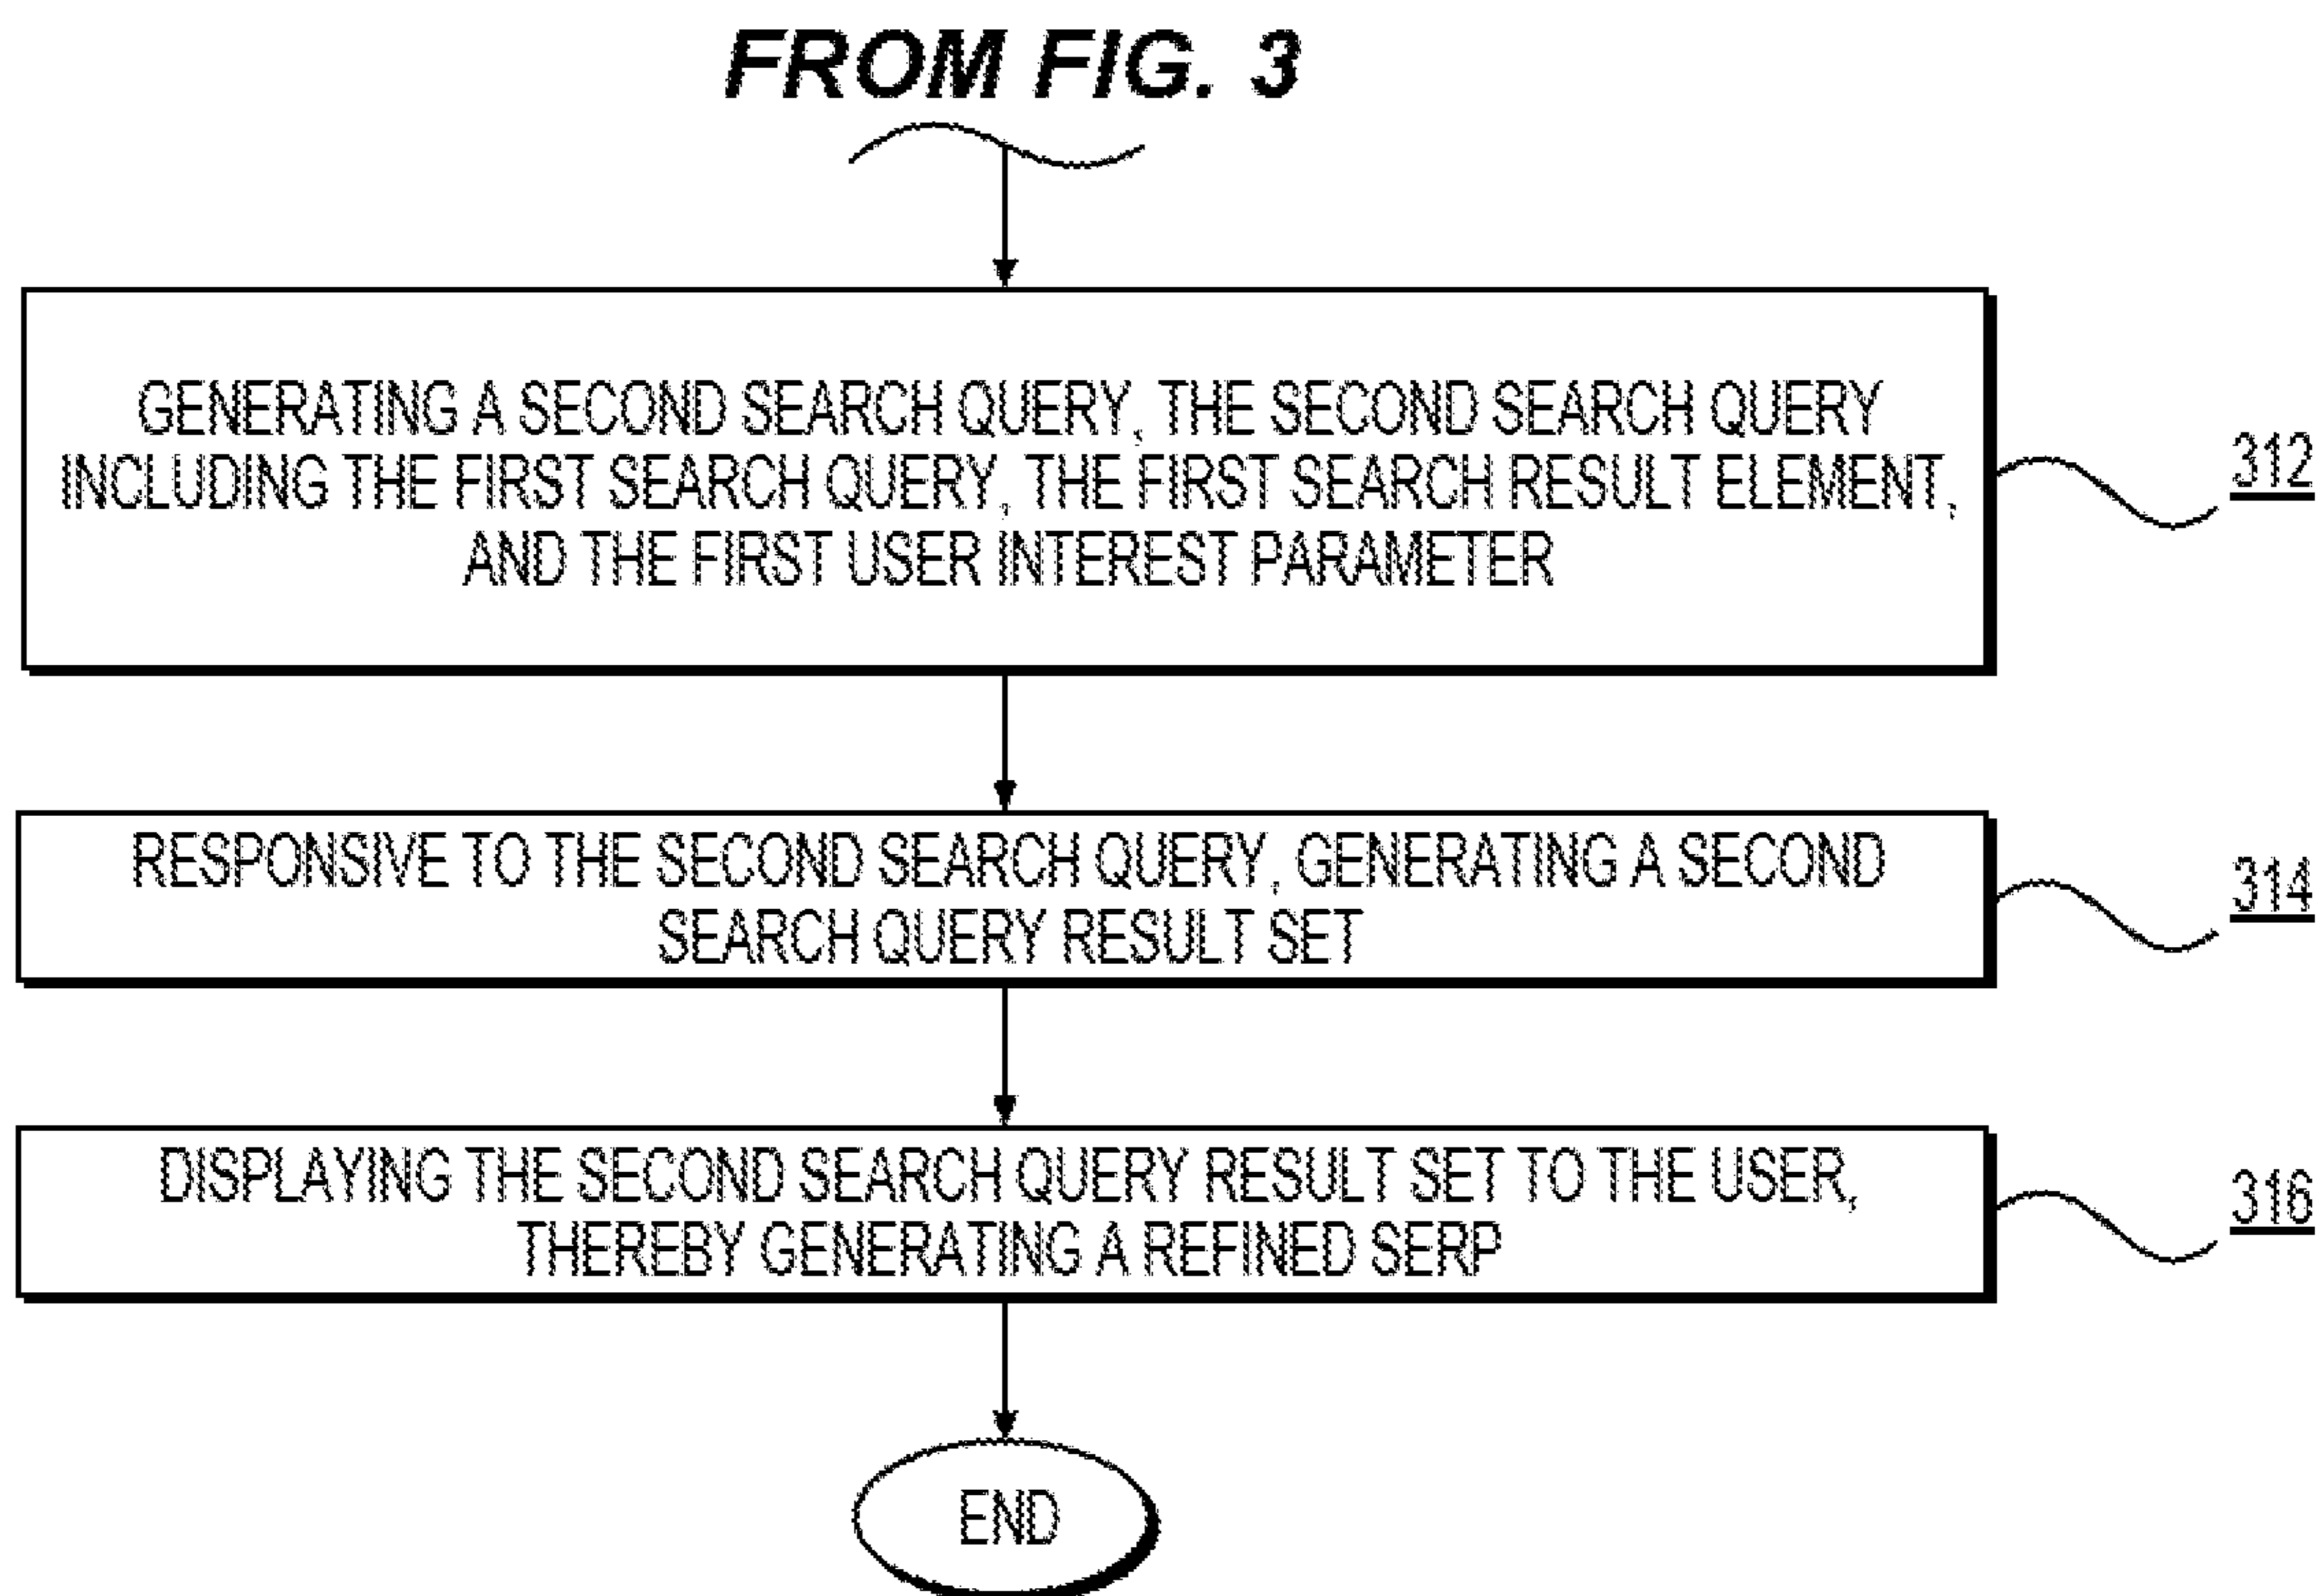 FROM FIG. 3
GENERATING A SECOND SEARCH QUERY, THE SECOND SEARCH QUERY
INCLUDING THE FIRST SEARCH QUERY, THE FIRST SEARCH RESULT ELEMENT,
AND THE FIRST USER INTEREST PARAMETER
312
RESPONSIVE TO THE SECOND SEARCH QUERY, GENERATING A SECOND
SEARCH QUERY RESULT SET
314
DISPLAYING THE SECOND SEARCH QUERY RESULT SET TO THE USER,
THEREBY GENERATING A REFINED SERP
316
END